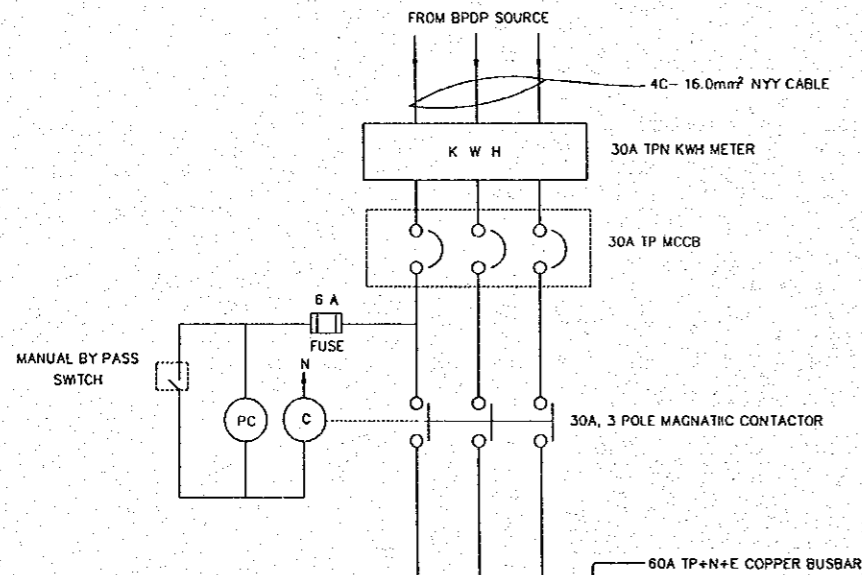 FROM BPDP SOURCE
4C- 16.0mm² NYY CABLE
K W H
30A TPN KWH METER
30A TP MCCB
6 A
FUSE
MANUAL BY PASS
SWITCH
N
PC
C
30A, 3 POLE MAGNATIIC CONTACTOR
60A TP+N+E COPPER BUSBAR